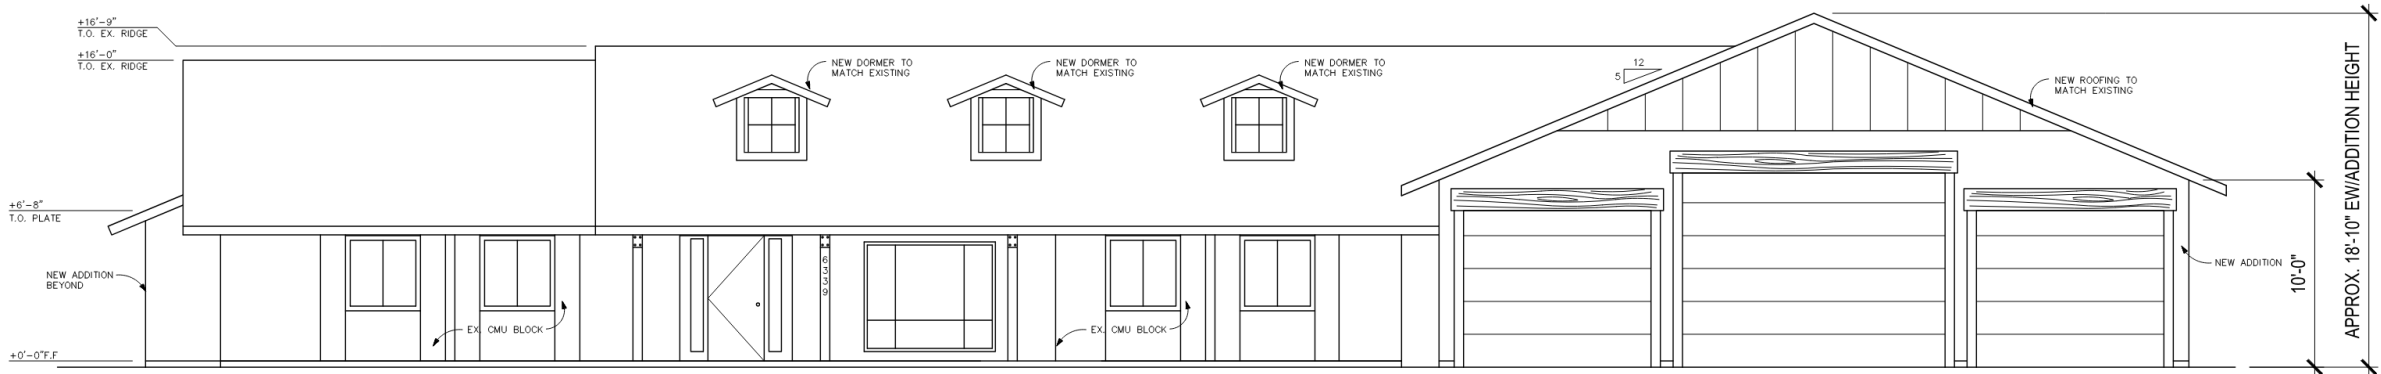 +16'-9"
T.O. EX. RIDGE
+16'-0"
T.O. EX. RIDGE
NEW DORMER TO
MATCH EXISTING
NEW DORMER TO
MATCH EXISTING
NEW DORMER TO
MATCH EXISTING
12
5
NEW ROOFING TO
MATCH EXISTING
+6'-8"
T.O. PLATE
NEW ADDITION
BEYOND
6
3
3
9
EX. CMU BLOCK
EX. CMU BLOCK
NEW ADDITION
+0'-0"F.F
10'-0"
APPROX. 18'-10" EW/ADDITION HEIGHT